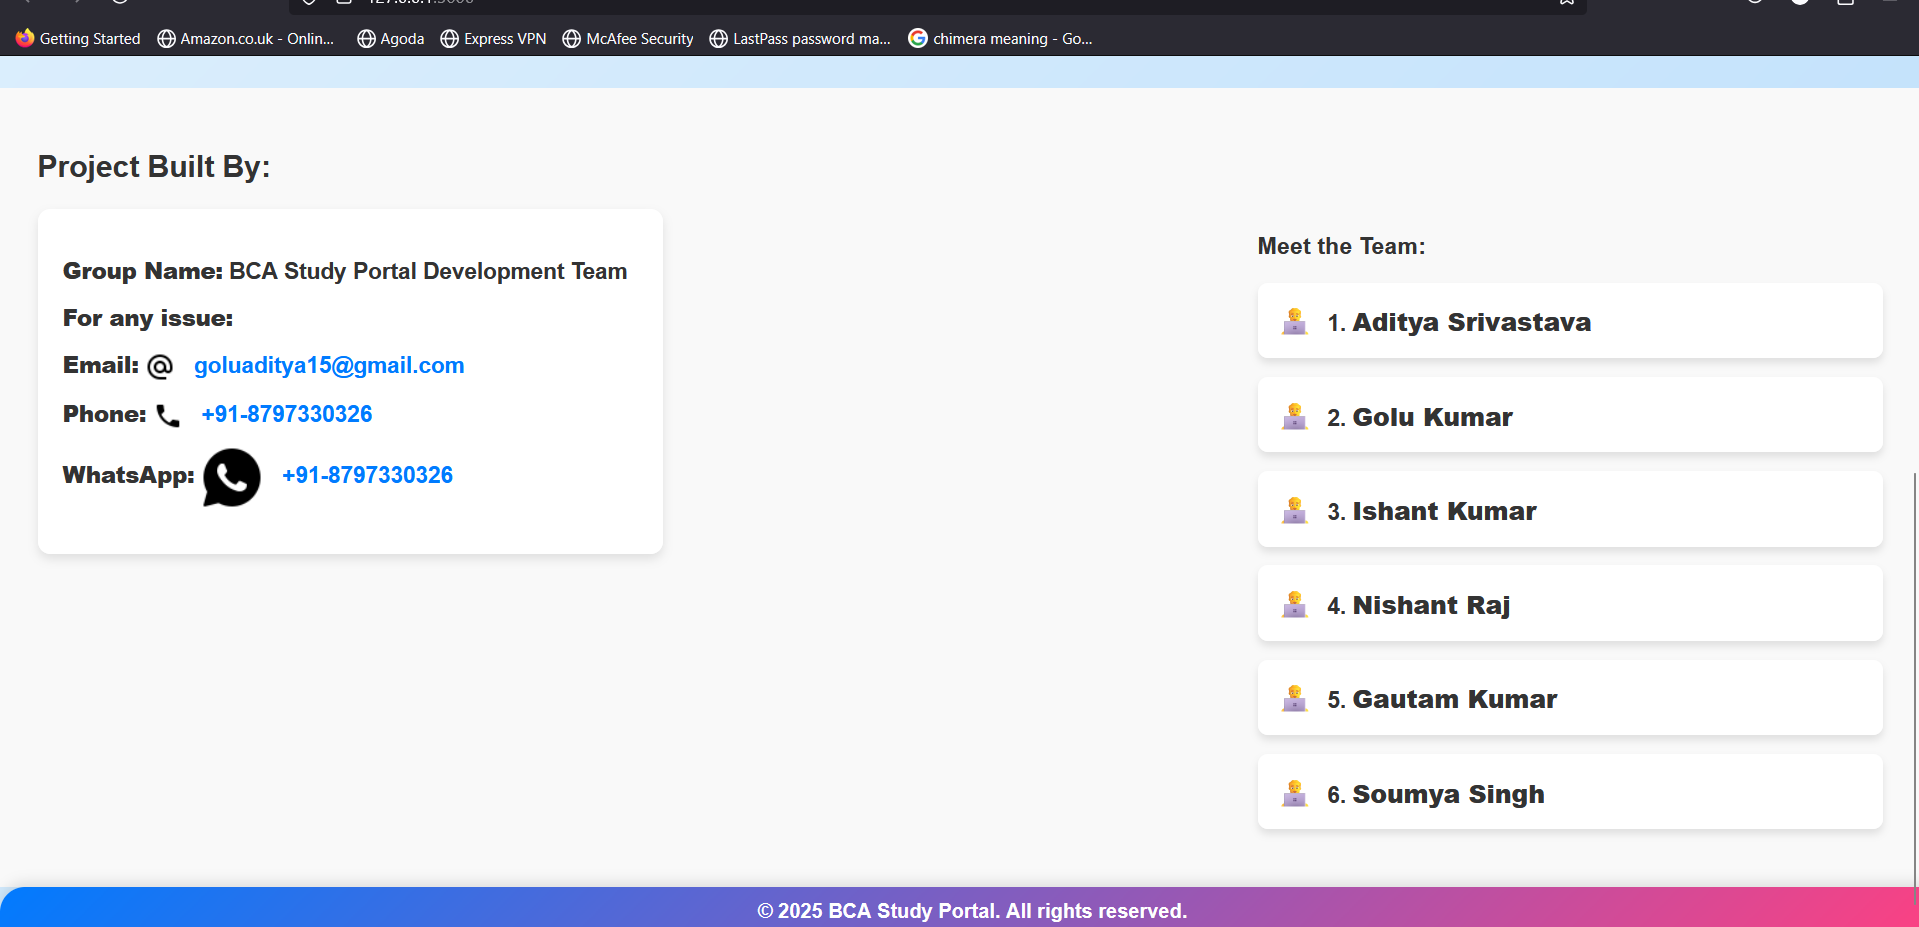 Getting Started Amazon.co.uk - Onlin... Agoda Express VPN McAfee Security LastPass password ma... chimera meaning - Go...
Project Built By:
Group Name: BCA Study Portal Development Team
For any issue:
Email: goluaditya15@gmail.com
Phone: +91-8797330326
WhatsApp: +91-8797330326
Meet the Team:
1. Aditya Srivastava
2. Golu Kumar
3. Ishant Kumar
4. Nishant Raj
5. Gautam Kumar
6. Soumya Singh
© 2025 BCA Study Portal. All rights reserved.